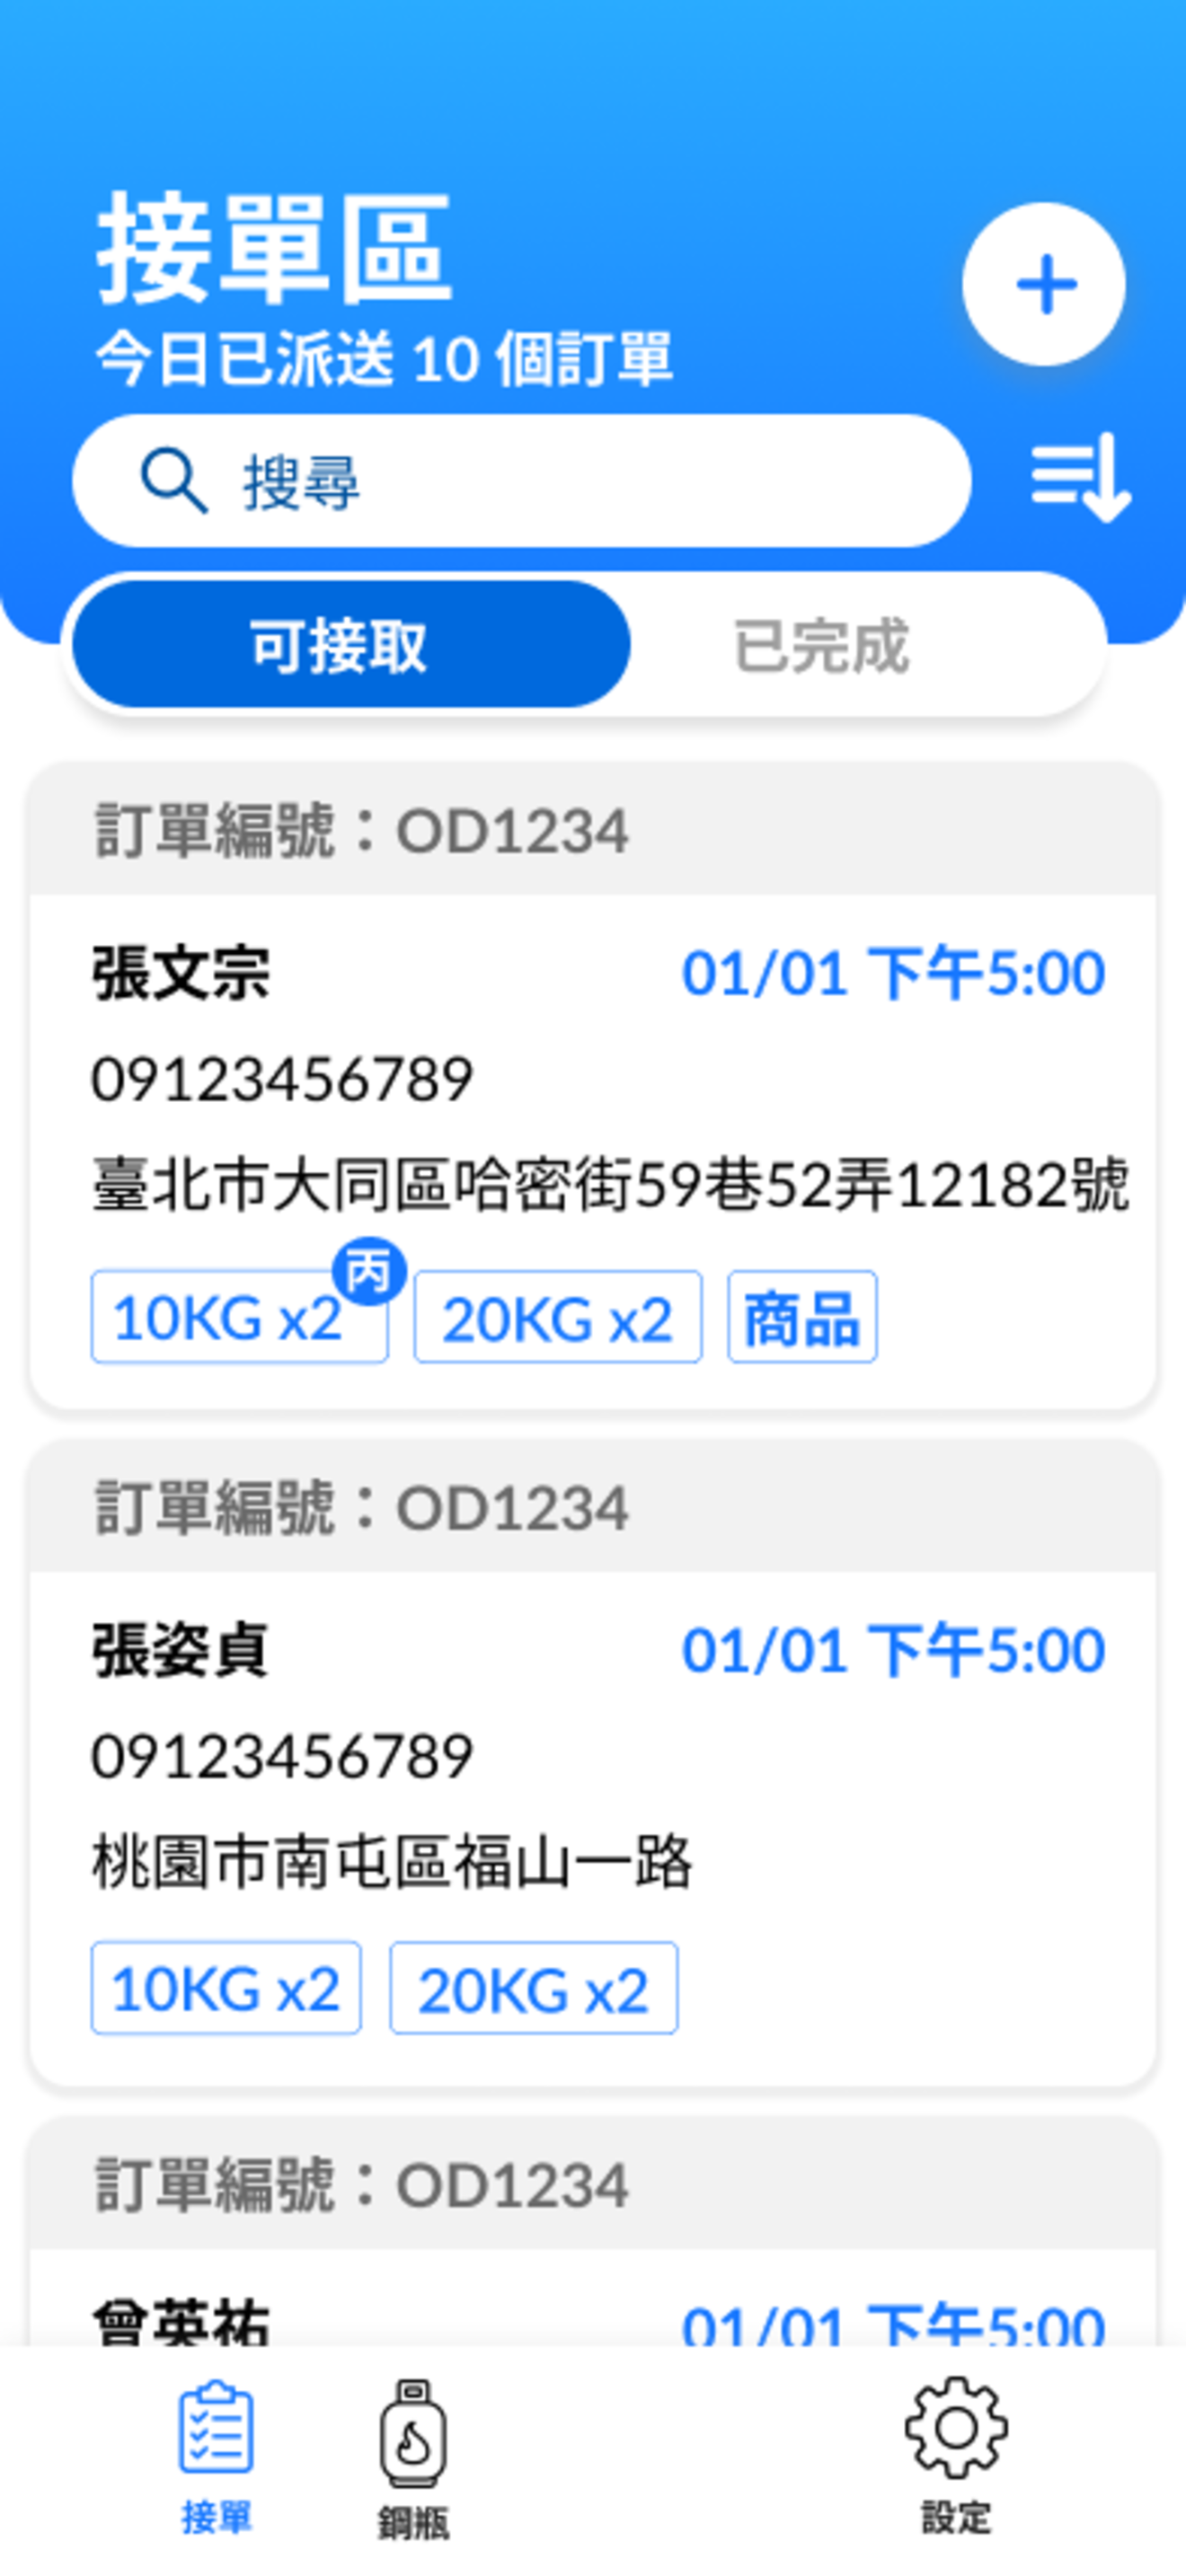 接單區
今日已派送 10 個訂單
搜尋
可接取 已完成
訂單編號：OD1234
張文宗 01/01 下午5:00
09123456789
臺北市大同區哈密街59巷52弄12182號
丙
10KG x2 20KG x2 商品
訂單編號：OD1234
張姿貞 01/01 下午5:00
09123456789
桃園市南屯區福山一路
10KG x2 20KG x2
訂單編號：OD1234
曾英祐 01/01 下午5:00
接單 鋼瓶 設定